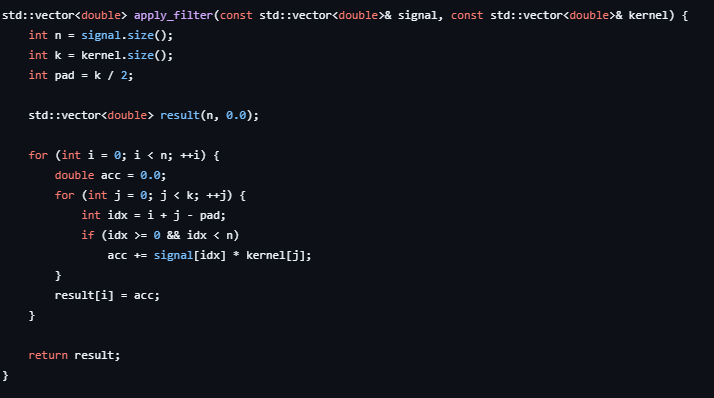 std::vector<double> apply_filter(const std::vector<double>& signal, const std::vector<double>& kernel) {
    int n = signal.size();
    int k = kernel.size();
    int pad = k / 2;

    std::vector<double> result(n, 0.0);

    for (int i = 0; i < n; ++i) {
        double acc = 0.0;
        for (int j = 0; j < k; ++j) {
            int idx = i + j - pad;
            if (idx >= 0 && idx < n)
                acc += signal[idx] * kernel[j];
        }
        result[i] = acc;
    }

    return result;
}